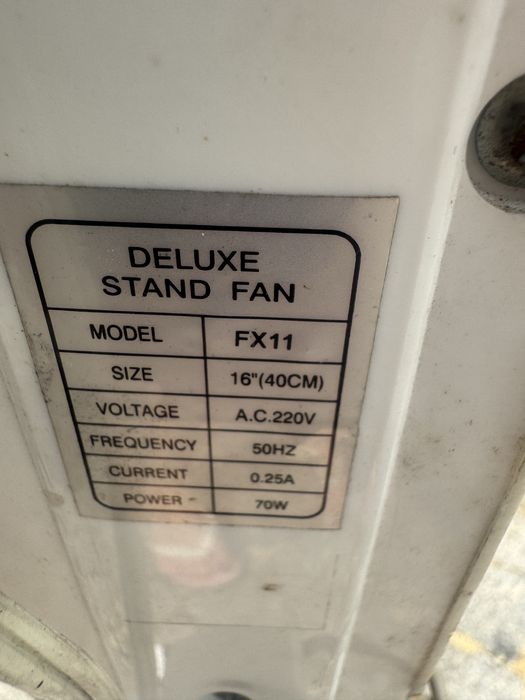 DELUXE
STAND FAN
MODEL FX11
SIZE 16"(40CM)
VOLTAGE A.C.220V
FREQUENCY 50HZ
CURRENT 0.25A
POWER 70W